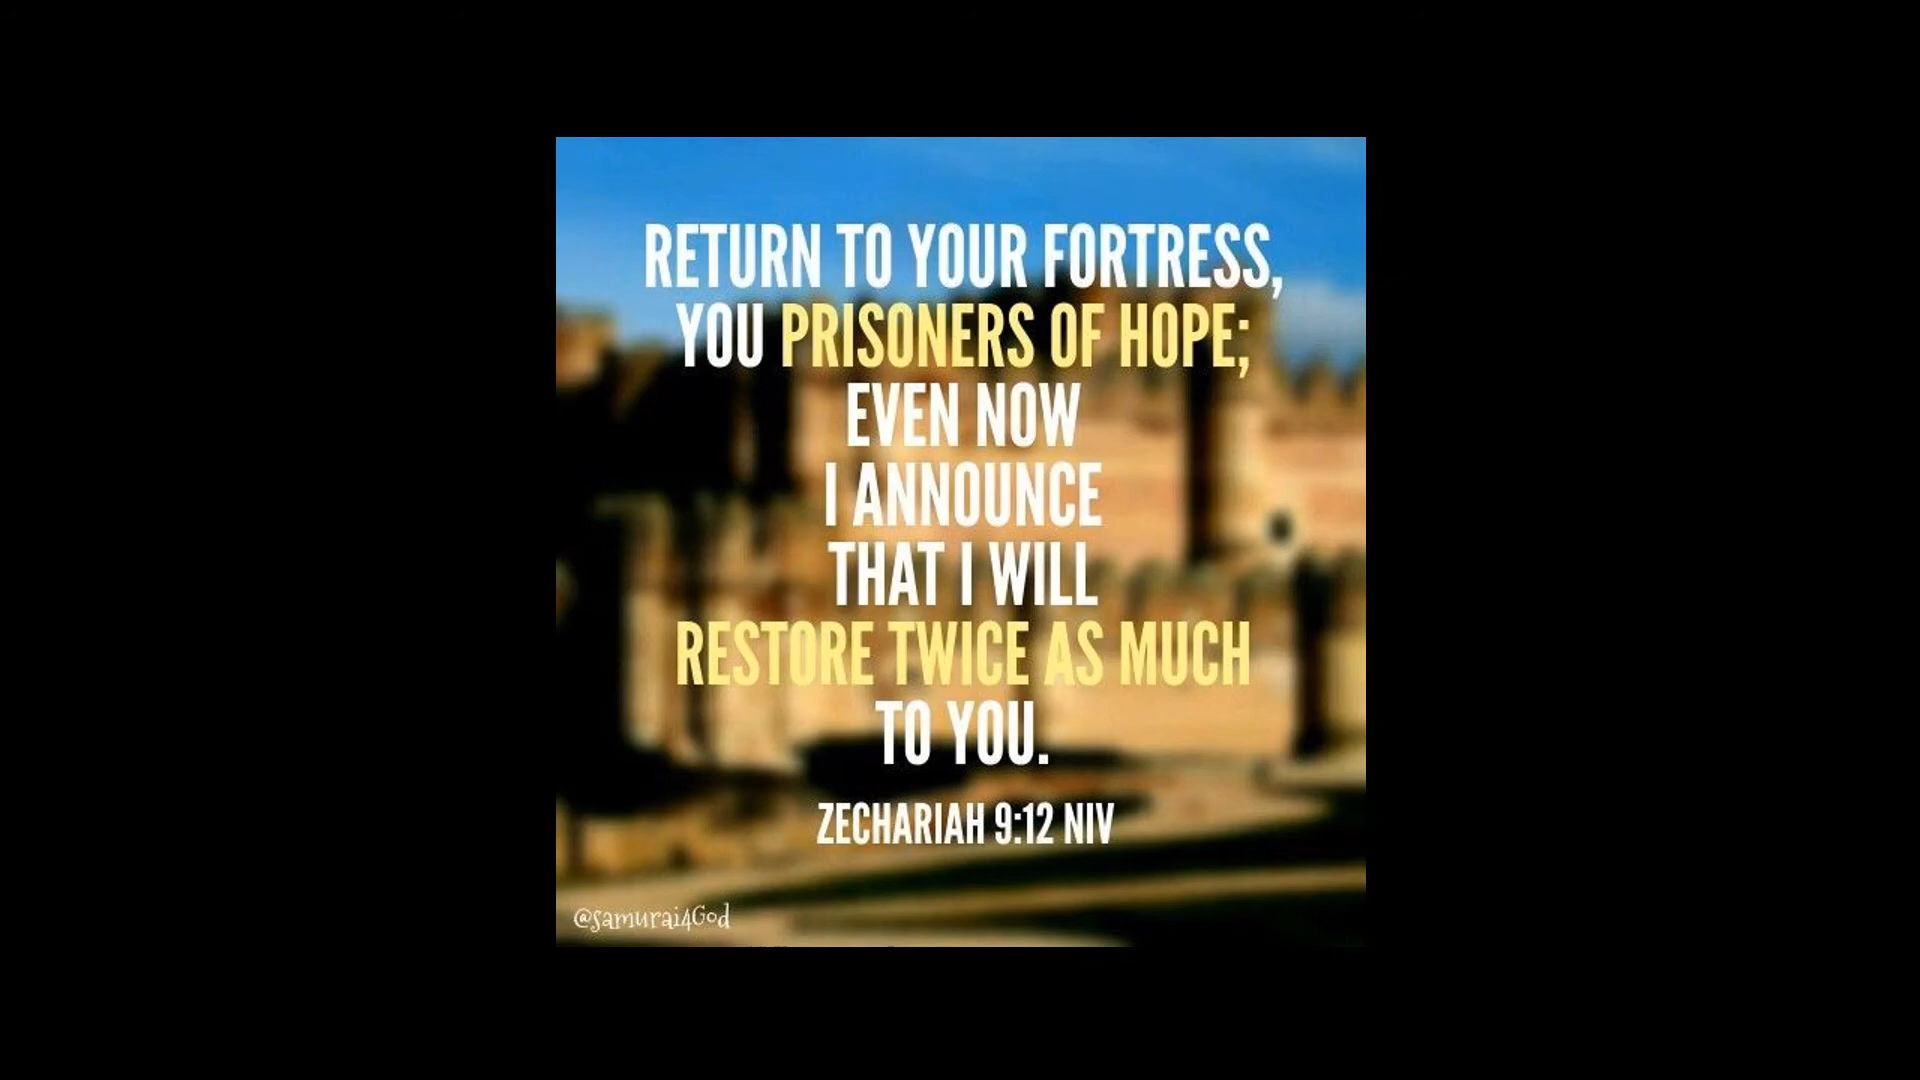 RETURN TO YOUR FORTRESS,
YOU PRISONERS OF HOPE;
EVEN NOW
I ANNOUNCE
THAT I WILL
RESTORE TWICE AS MUCH
TO YOU.
ZECHARIAH 9:12 NIV
@samurai4God